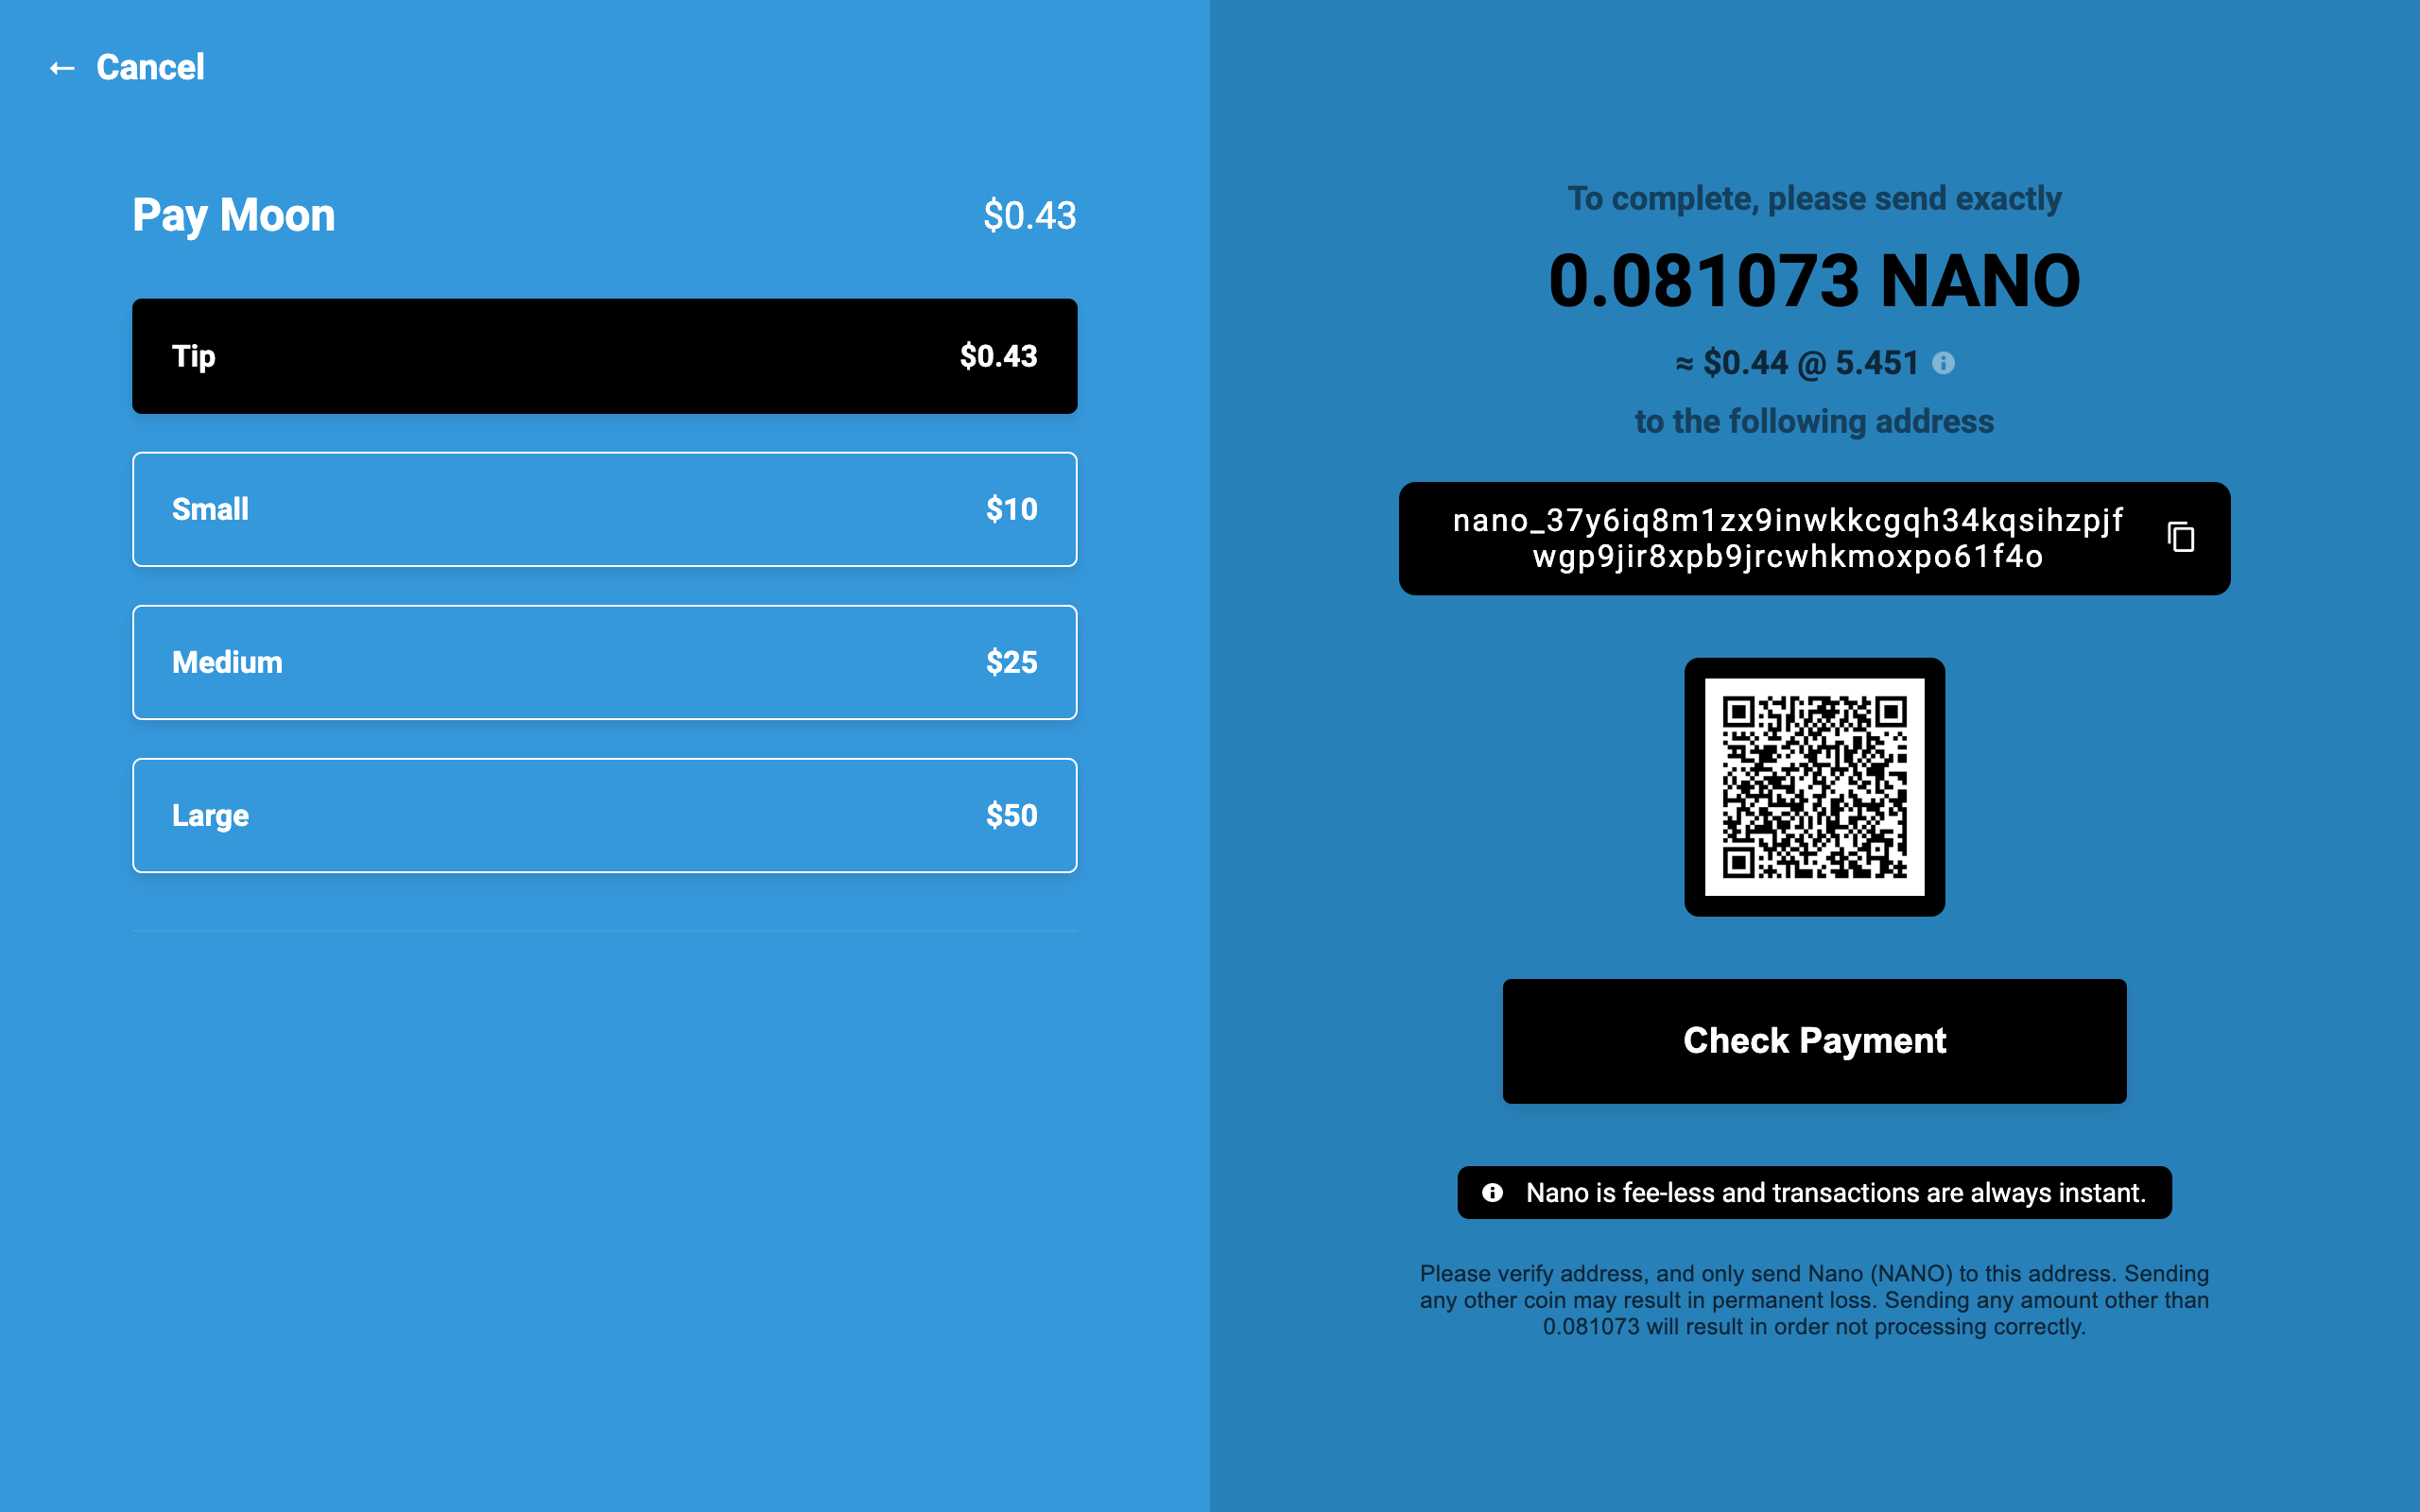 ← Cancel
Pay Moon $0.43
Tip $0.43
Small $10
Medium $25
Large $50
To complete, please send exactly
0.081073 NANO
≈ $0.44 @ 5.451
to the following address
nano_37y6iq8m1zx9inwkkcgqh34kqsihzpjf
wgp9jir8xpb9jrcwhkmoxpo61f4o
Check Payment
Nano is fee-less and transactions are always instant.
Please verify address, and only send Nano (NANO) to this address. Sending
any other coin may result in permanent loss. Sending any amount other than
0.081073 will result in order not processing correctly.